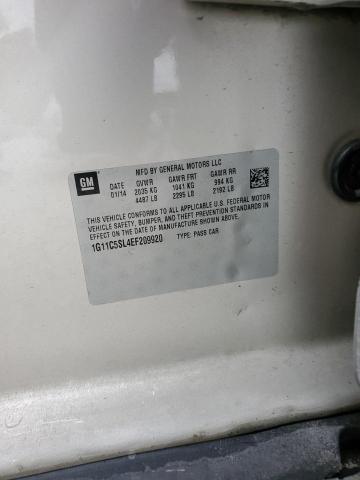 GM
MFD BY GENERAL MOTORS LLC
DATE GVWR GAWR FRT GAWR RR
01/14 2035 KG 1041 KG 994 KG
4487 LB 2295 LB 2192 LB
THIS VEHICLE CONFORMS TO ALL APPLICABLE U.S. FEDERAL MOTOR
VEHICLE SAFETY, BUMPER, AND THEFT PREVENTION STANDARDS IN
EFFECT ON THE DATE OF MANUFACTURE SHOWN ABOVE.
1G11C5SL4EF209920 TYPE: PASS CAR